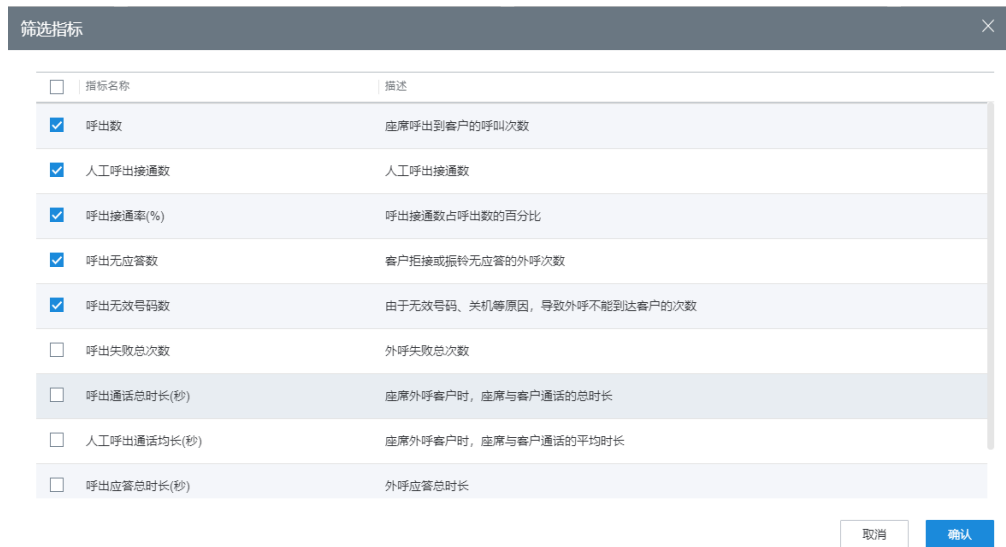 筛选指标
指标名称 描述
呼出数 座席呼出到客户的呼叫次数
人工呼出接通数 人工呼出接通数
呼出接通率(%) 呼出接通数占呼出数的百分比
呼出无应答数 客户拒接或振铃无应答的外呼次数
呼出无效号码数 由于无效号码、关机等原因，导致外呼不能到达客户的次数
呼出失败总次数 外呼失败总次数
呼出通话总时长(秒) 座席外呼客户时，座席与客户通话的总时长
人工呼出通话均长(秒) 座席外呼客户时，座席与客户通话的平均时长
呼出应答总时长(秒) 外呼应答总时长
取消 确认